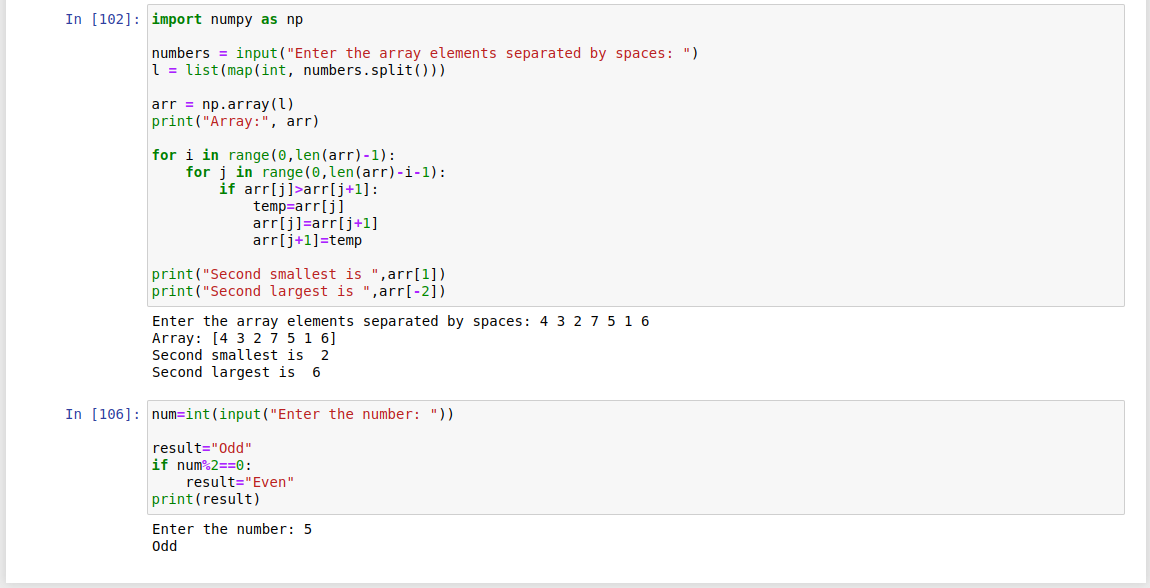 In [102]: import numpy as np
numbers = input("Enter the array elements separated by spaces: ")
l = list(map(int, numbers.split()))
arr = np.array(l)
print("Array:", arr)
for i in range(0,len(arr)-1):
    for j in range(0,len(arr)-i-1):
        if arr[j]>arr[j+1]:
            temp=arr[j]
            arr[j]=arr[j+1]
            arr[j+1]=temp
print("Second smallest is ",arr[1])
print("Second largest is ",arr[-2])
Enter the array elements separated by spaces: 4 3 2 7 5 1 6
Array: [4 3 2 7 5 1 6]
Second smallest is  2
Second largest is  6
In [106]: num=int(input("Enter the number: "))
result="Odd"
if num%2==0:
    result="Even"
print(result)
Enter the number: 5
Odd